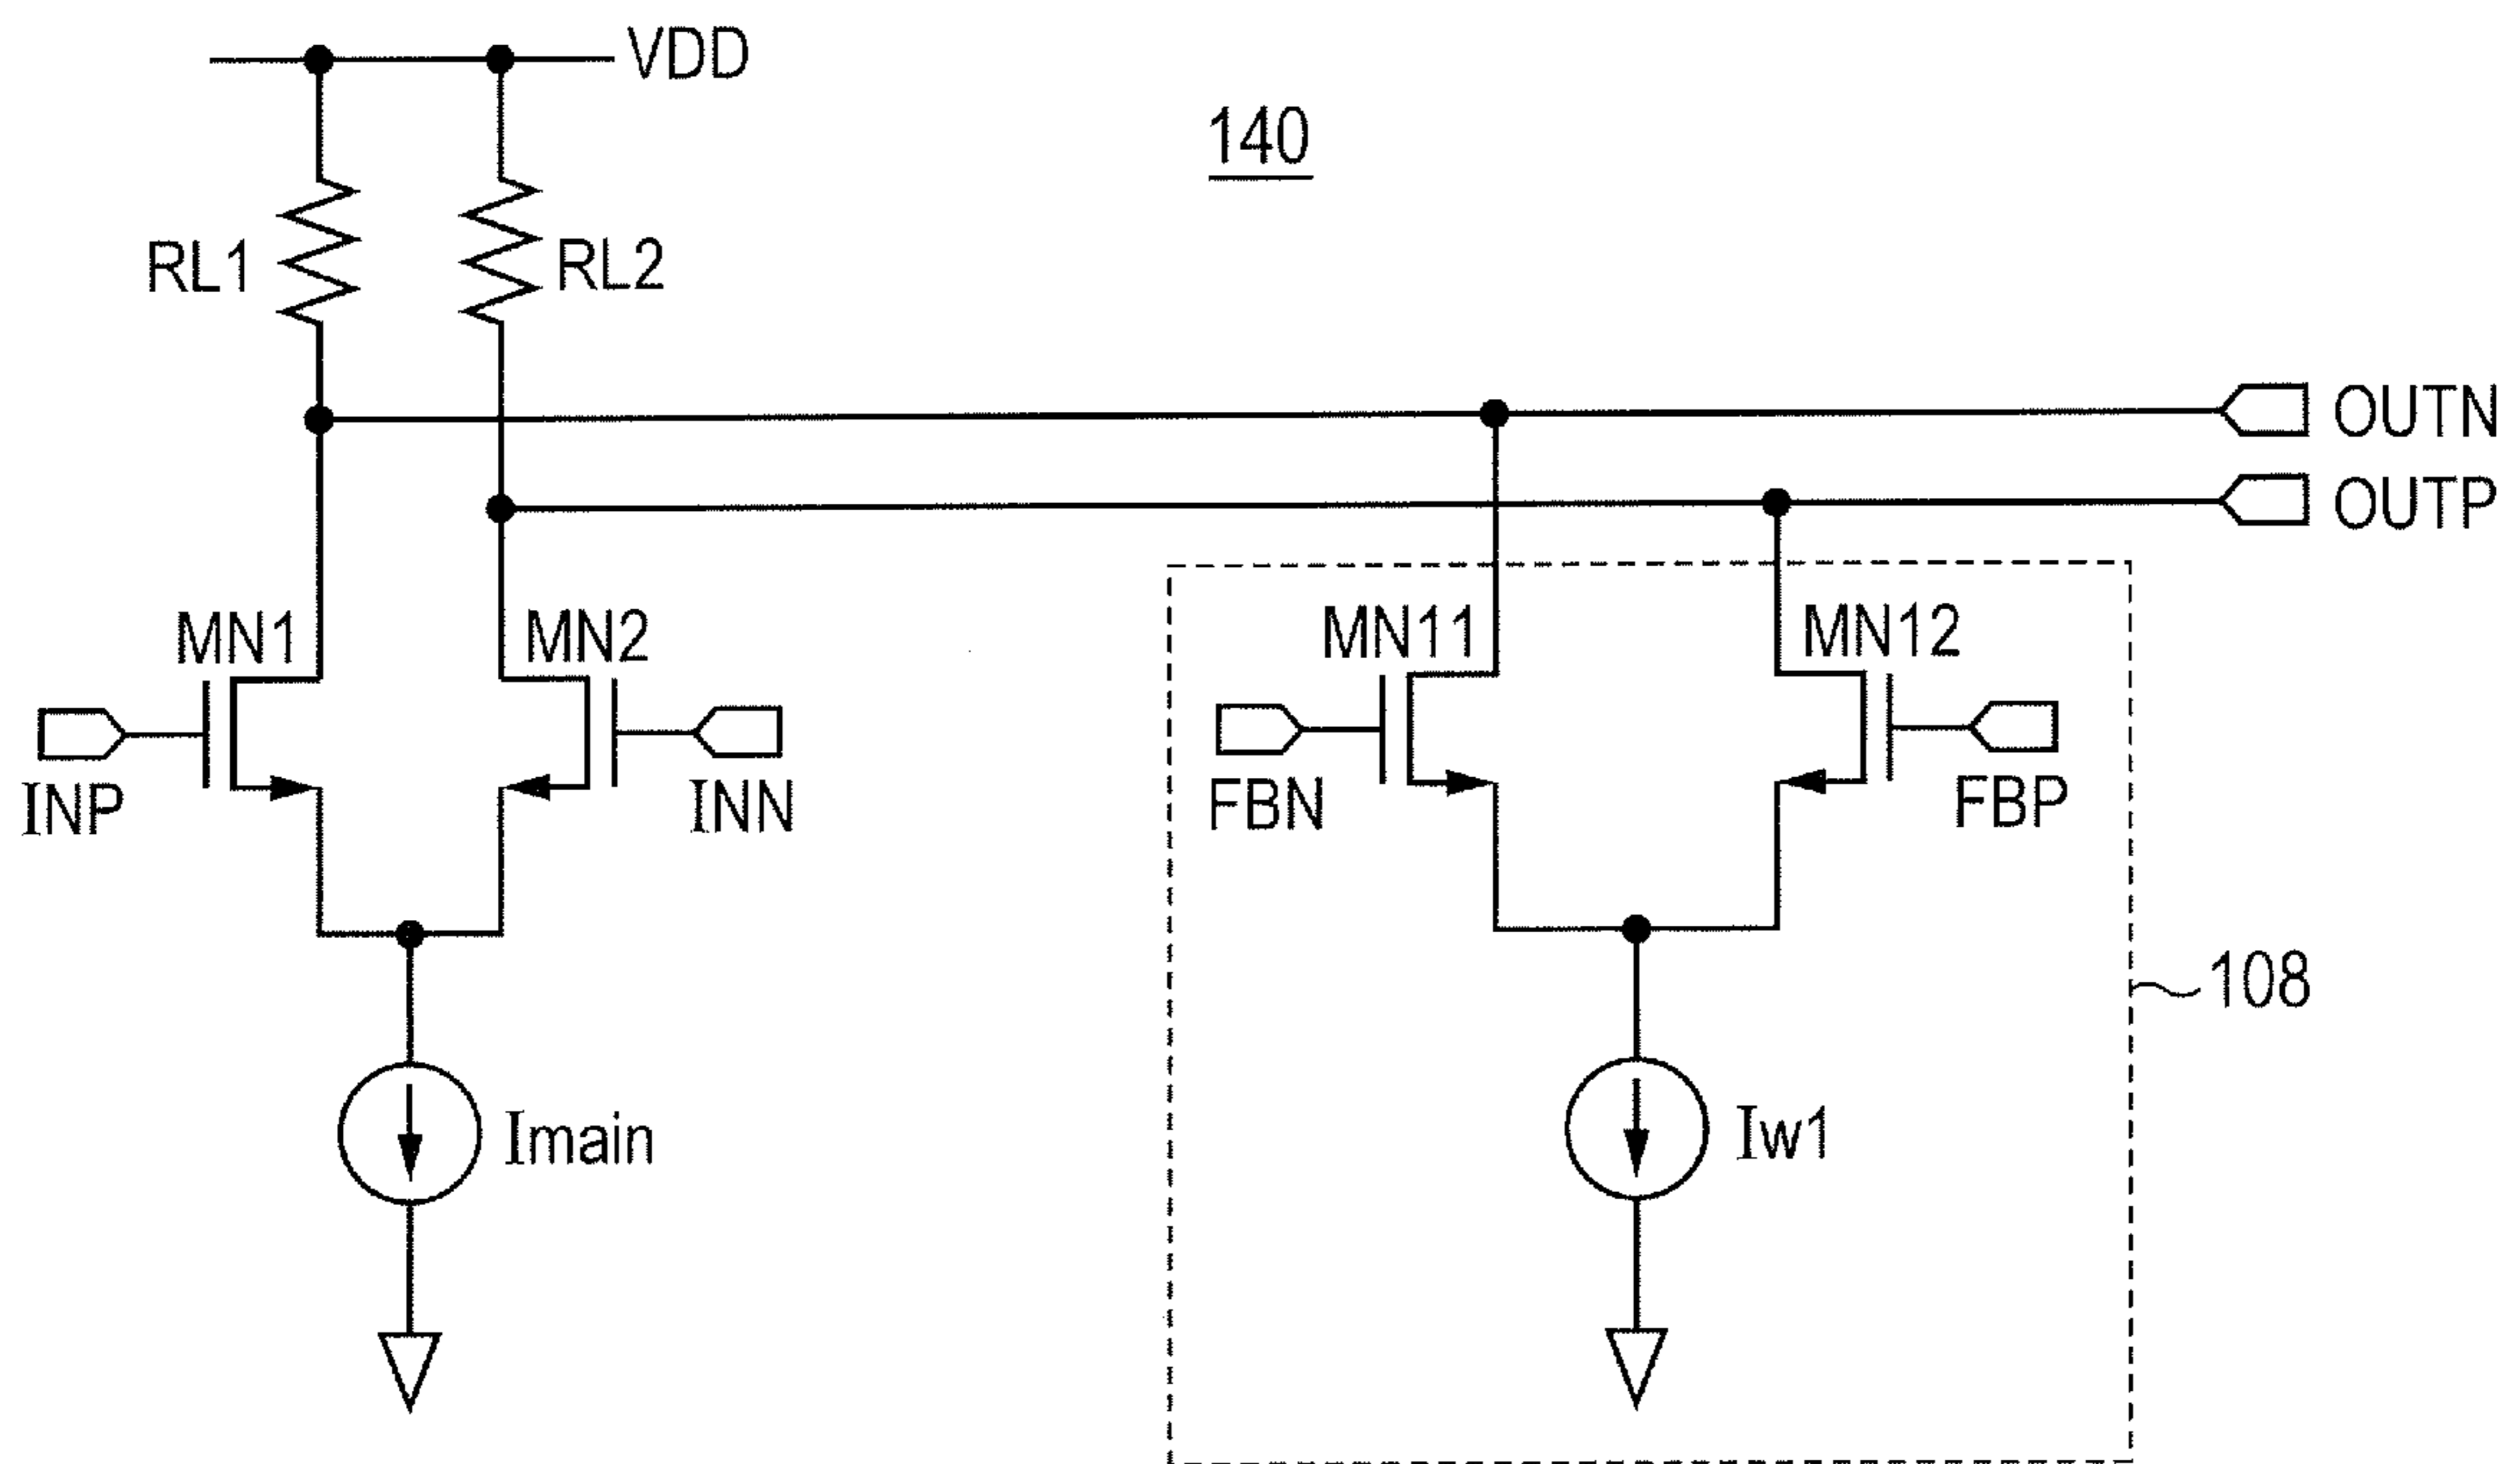 VDD
140
RL1
RL2
OUTN
OUTP
MN1
MN2
MN11
MN12
INP
INN
FBN
FBP
108
Imain
Iw1